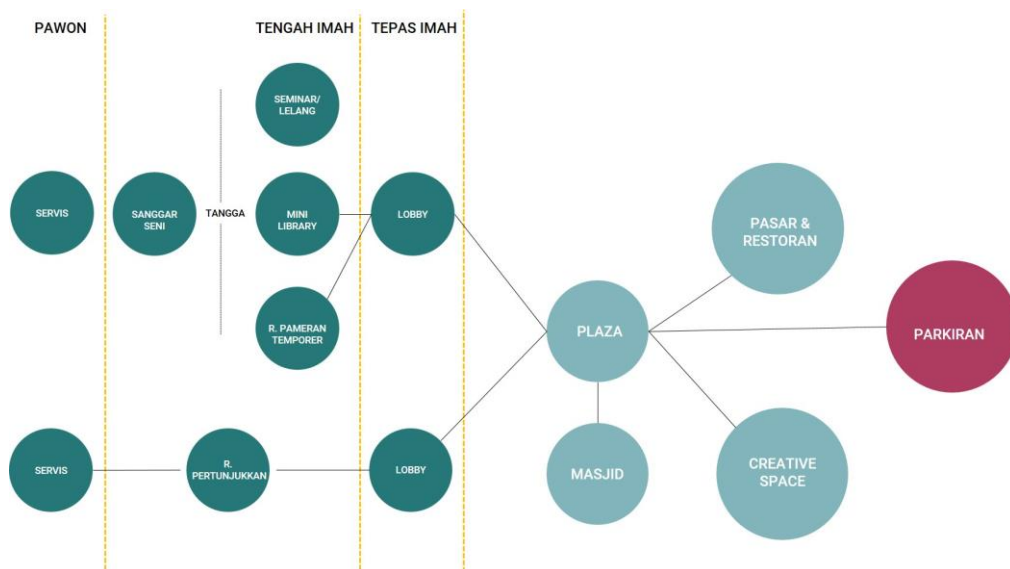 PAWON
TENGAH IMAH
TEPAS IMAH
SEMINAR/
LELANG
SERVIS
SANGGAR
SENI
TANGGA
MINI
LIBRARY
LOBBY
R. PAMERAN
TEMPORER
PASAR &
RESTORAN
PLAZA
PARKIRAN
SERVIS
R.
PERTUNJUKKAN
LOBBY
MASJID
CREATIVE
SPACE